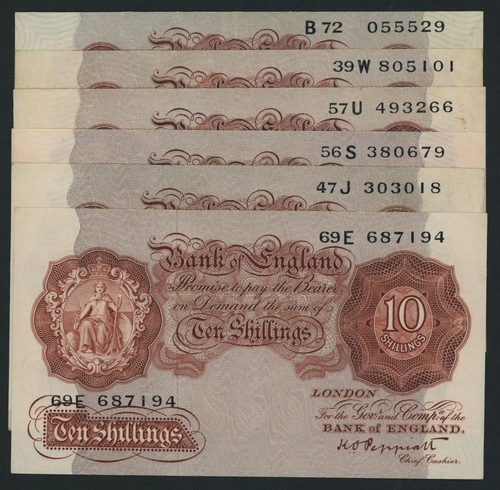 B72 055529
39W 805101
57U 493266
56S 380679
47J 303018
69E 687194
Bank of England
Promise to pay the Bearer
on Demand the sum of
Ten Shillings
10
SHILLINGS
69E 687194
Ten Shillings
LONDON
For the Govr. and Compa. of the
BANK OF ENGLAND.
K O Peppiatt
Chief Cashier.